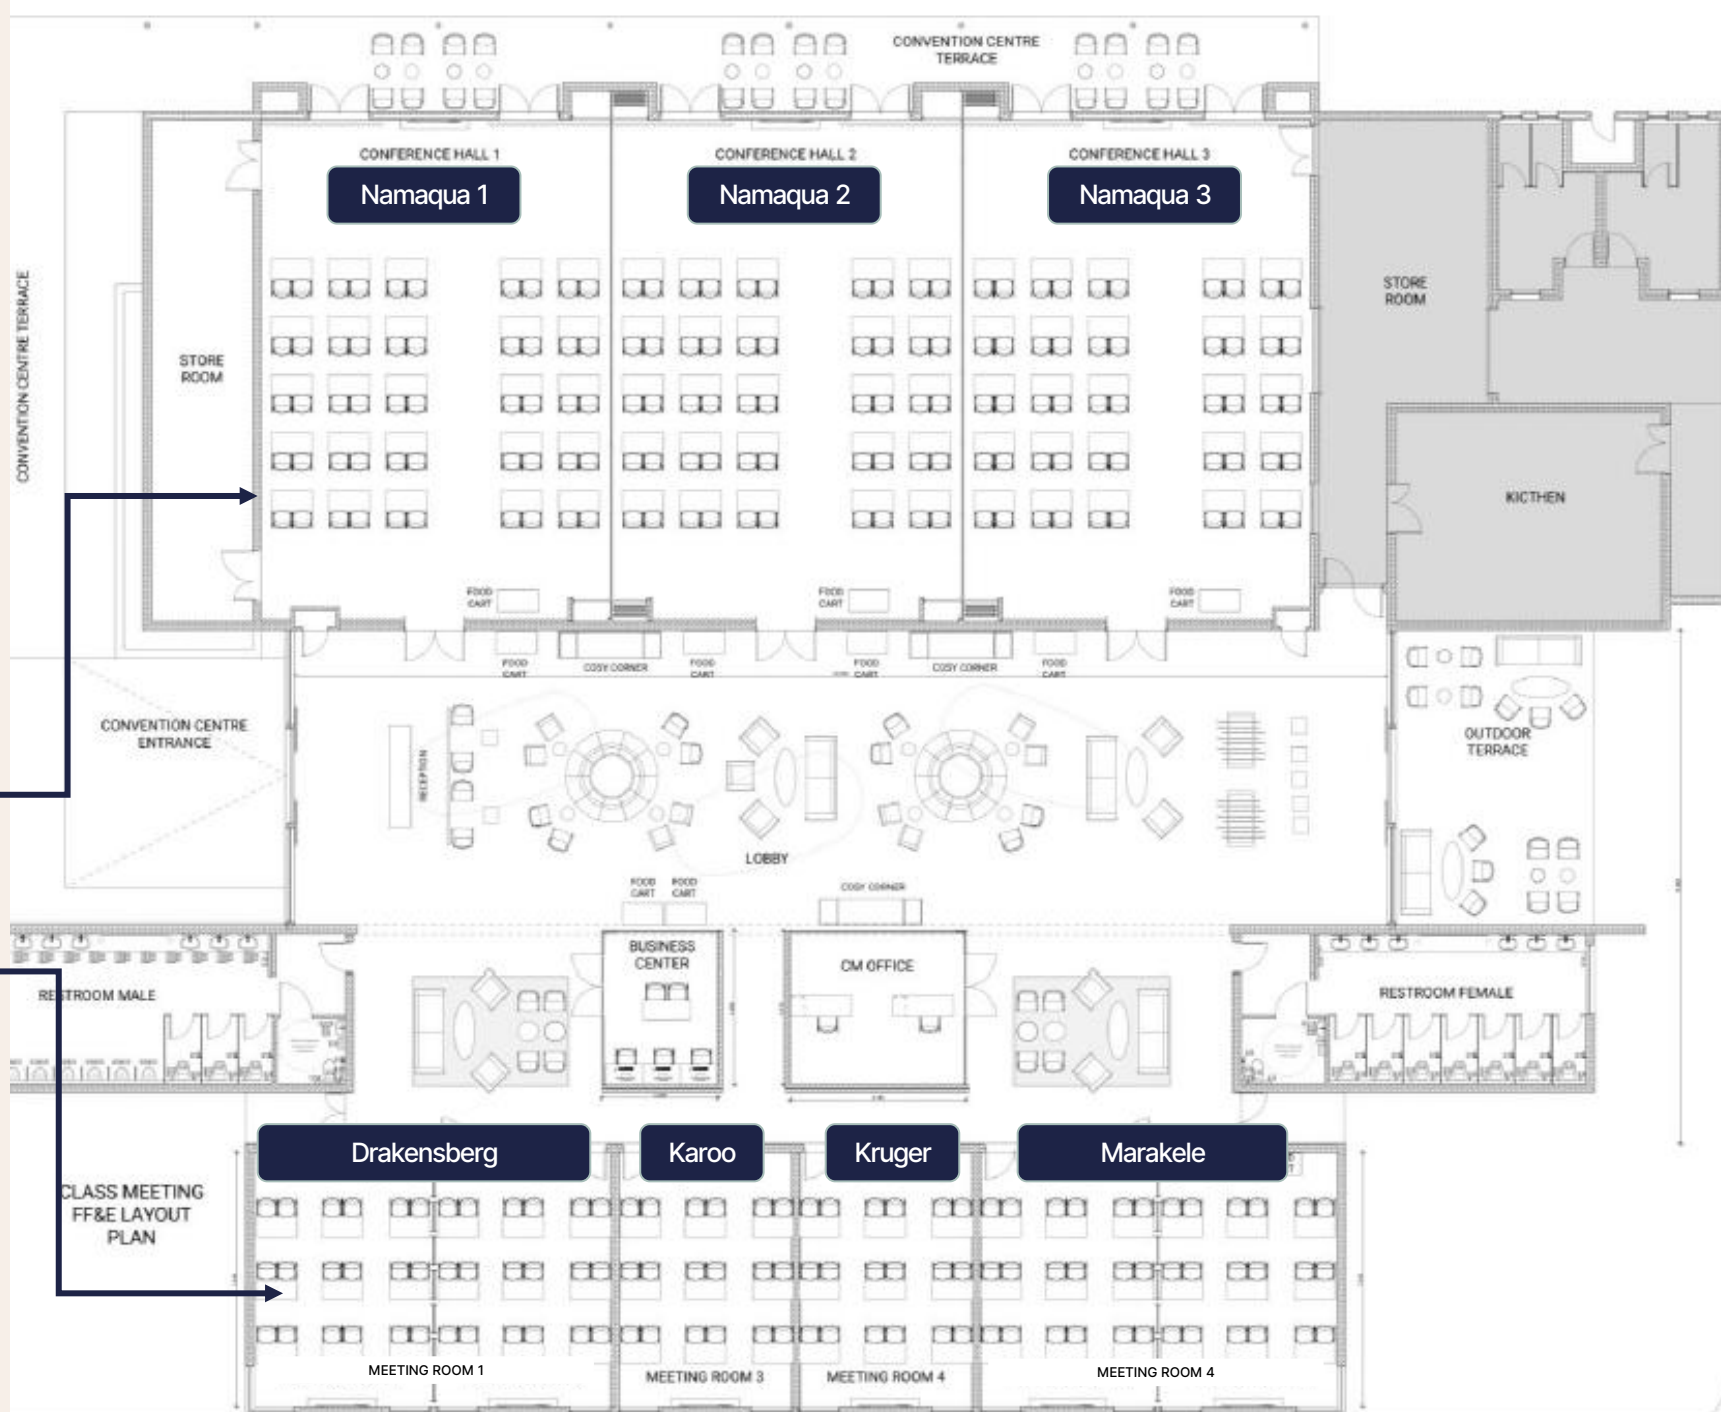 CONVENTION CENTRE
TERRACE
CONFERENCE HALL 1
CONFERENCE HALL 2
CONFERENCE HALL 3
Namaqua 1
Namaqua 2
Namaqua 3
CONVENTION CENTRE TERRACE
STORE
ROOM
STORE
ROOM
KICTHEN
FOOD
CART
FOOD
CART
FOOD
CART
FOOD
CART
COSY CORNER
FOOD
CART
FOOD
CART
COSY CORNER
FOOD
CART
CONVENTION CENTRE
ENTRANCE
RECEPTION
OUTDOOR
TERRACE
LOBBY
FOOD
CART
FOOD
CART
COSY CORNER
BUSINESS
CENTER
CM OFFICE
RESTROOM MALE
RESTROOM FEMALE
Drakensberg
Karoo
Kruger
Marakele
CLASS MEETING
FF&E LAYOUT
PLAN
MEETING ROOM 1
MEETING ROOM 3
MEETING ROOM 4
MEETING ROOM 4